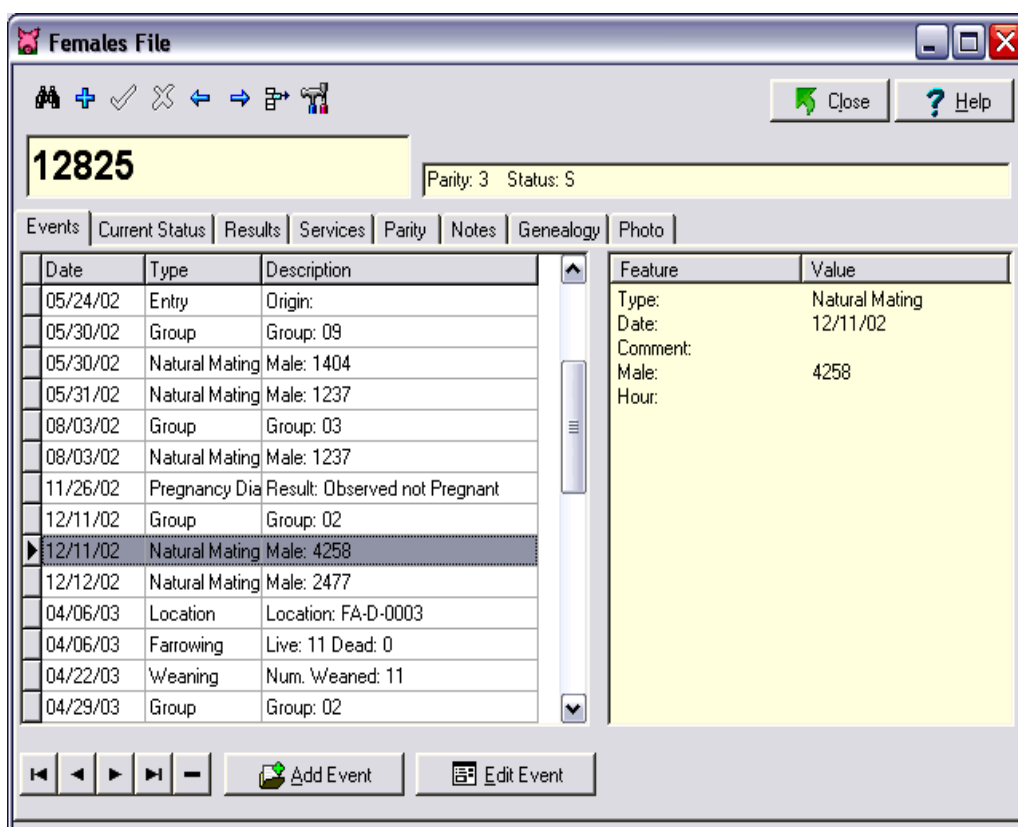 Females File
Close Help
12825
Parity: 3 Status: S
Events Current Status Results Services Parity Notes Genealogy Photo
Date Type Description
05/24/02 Entry Origin:
05/30/02 Group Group: 09
05/30/02 Natural Mating Male: 1404
05/31/02 Natural Mating Male: 1237
08/03/02 Group Group: 03
08/03/02 Natural Mating Male: 1237
11/26/02 Pregnancy Dia Result: Observed not Pregnant
12/11/02 Group Group: 02
12/11/02 Natural Mating Male: 4258
12/12/02 Natural Mating Male: 2477
04/06/03 Location Location: FA-D-0003
04/06/03 Farrowing Live: 11 Dead: 0
04/22/03 Weaning Num. Weaned: 11
04/29/03 Group Group: 02
Feature Value
Type: Natural Mating
Date: 12/11/02
Comment:
Male: 4258
Hour:
Add Event Edit Event